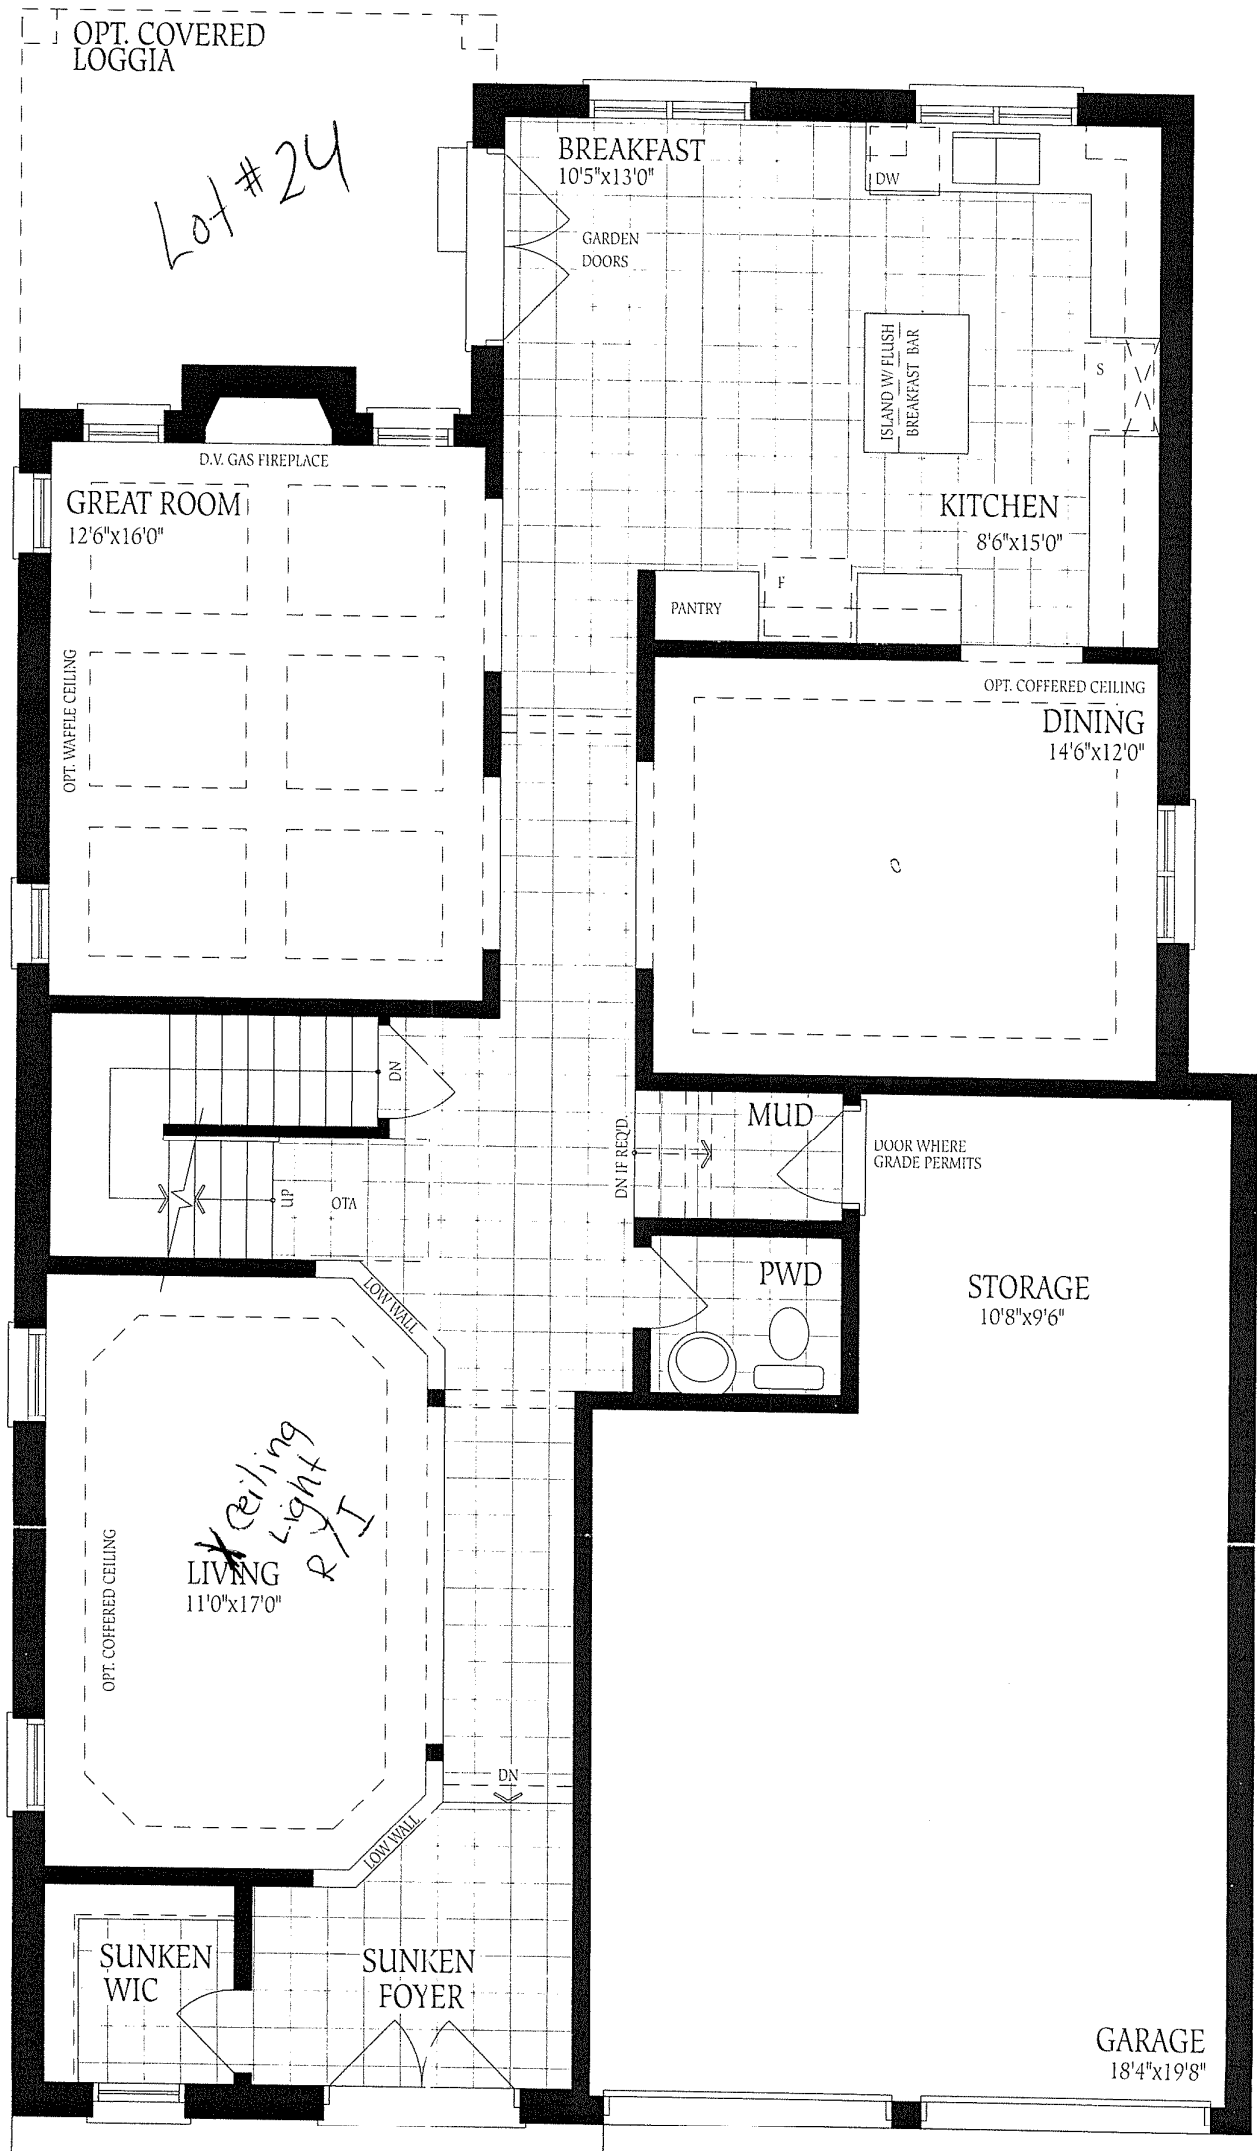 OPT. COVERED
LOGGIA
Lot # 24
BREAKFAST
10'5"x13'0"
DW
GARDEN
DOORS
ISLAND W/ FLUSH
BREAKFAST BAR
S
D.V. GAS FIREPLACE
GREAT ROOM
12'6"x16'0"
KITCHEN
8'6"x15'0"
F
PANTRY
OPT. WAFFLE CEILING
OPT. COFFERED CEILING
DINING
14'6"x12'0"
DN
MUD
DN IF REQ'D.
DOOR WHERE
GRADE PERMITS
UP
OTA
PWD
STORAGE
10'8"x9'6"
LOW WALL
X Ceiling
Light
R/I
LIVING
11'0"x17'0"
OPT. COFFERED CEILING
DN
LOW WALL
SUNKEN
WIC
SUNKEN
FOYER
GARAGE
18'4"x19'8"